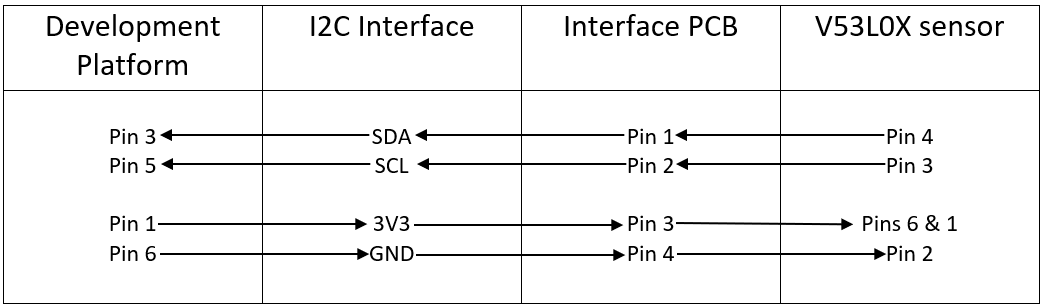 Development Platform I2C Interface Interface PCB V53L0X sensor
Pin 3 SDA Pin 1 Pin 4
Pin 5 SCL Pin 2 Pin 3
Pin 1 3V3 Pin 3 Pins 6 & 1
Pin 6 GND Pin 4 Pin 2